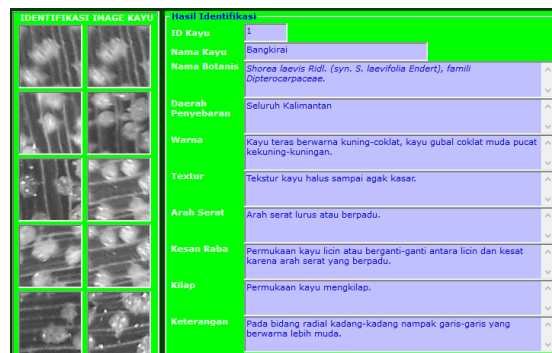 IDENTIFIKASI IMAGE KAYU
Hasil Identifikasi
ID Kayu 1
Nama Kayu Bangkirai
Nama Botanis Shorea laevis Ridl. (syn. S. laevifolia Endert), famili
Dipterocarpaceae.
Daerah Penyebaran Seluruh Kalimantan
Warna Kayu teras berwarna kuning-coklat, kayu gubal coklat muda pucat
kekuning-kuningan.
Textur Tekstur kayu halus sampai agak kasar.
Arah Serat Arah serat lurus atau berpadu.
Kesan Raba Permukaan kayu licin atau berganti-ganti antara licin dan kesat
karena arah serat yang berpadu.
Kilap Permukaan kayu mengkilap.
Keterangan Pada bidang radial kadang-kadang nampak garis-garis yang
berwarna lebih muda.